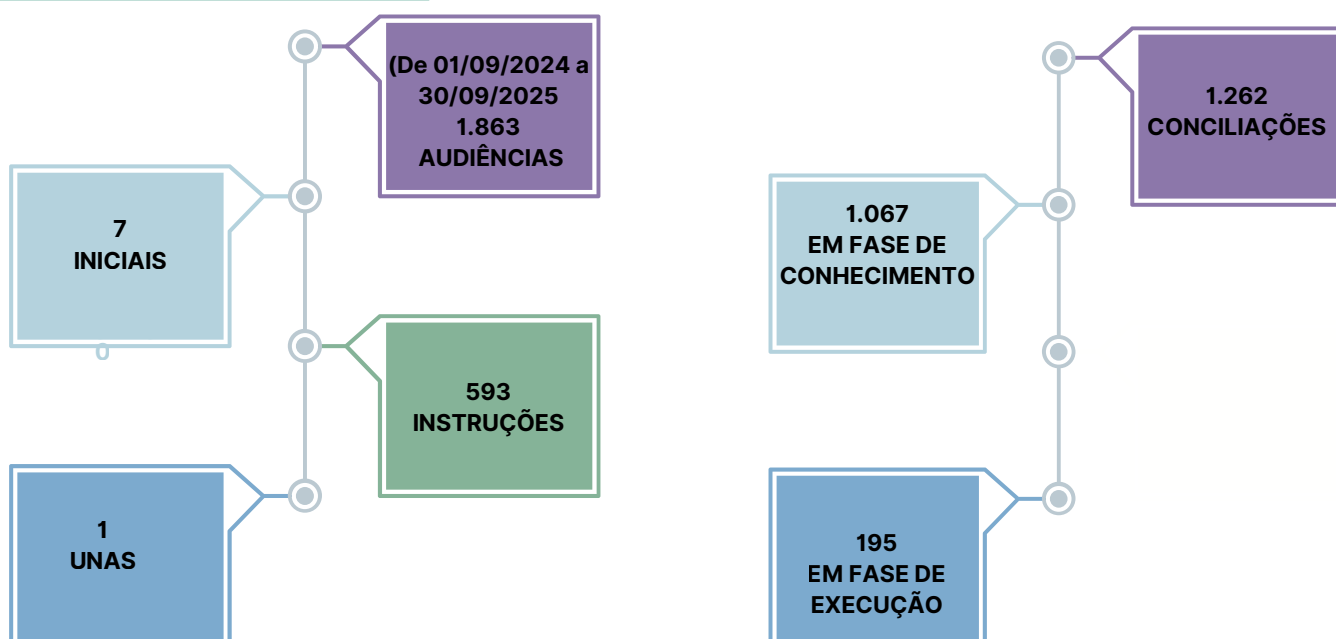 (De 01/09/2024 a
30/09/2025
1.863
AUDIÊNCIAS
7
INICIAIS
0
593
INSTRUÇÕES
1
UNAS
1.262
CONCILIAÇÕES
1.067
EM FASE DE
CONHECIMENTO
195
EM FASE DE
EXECUÇÃO